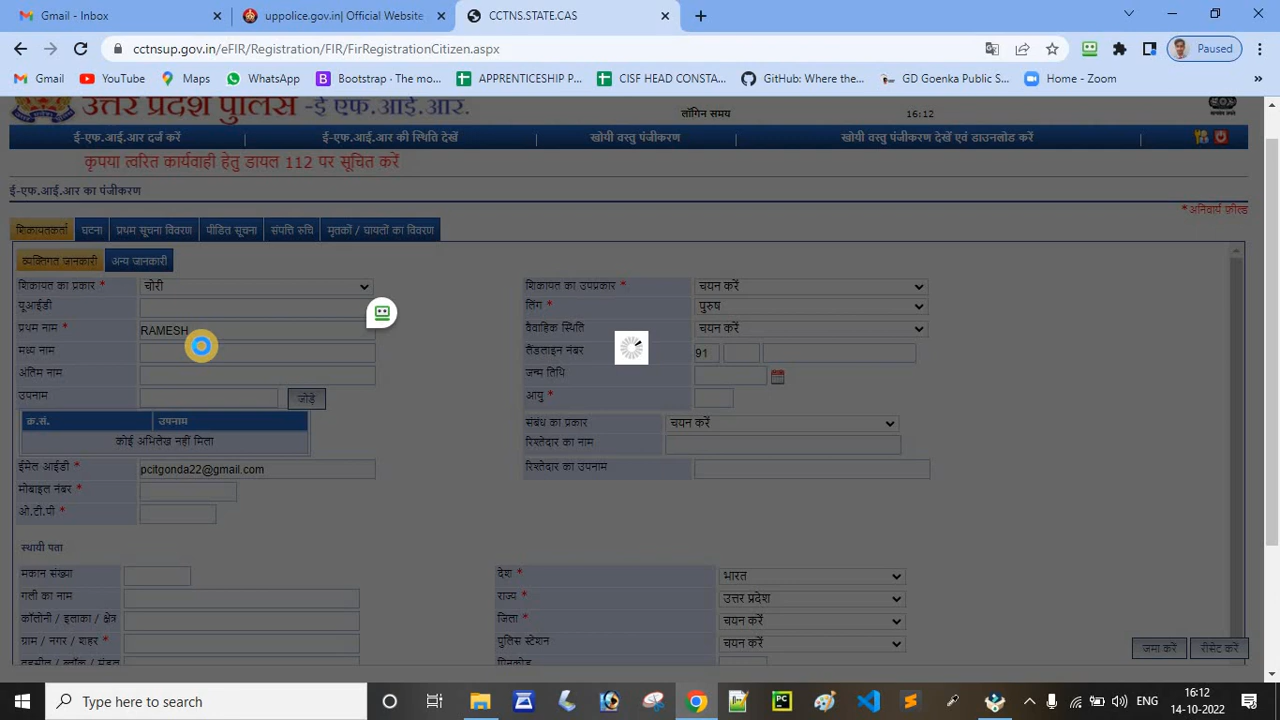 Gmail - Inbox
uppolice.gov.in| Official Website
CCTNS.STATE.CAS
cctnsup.gov.in/eFIR/Registration/FIR/FirRegistrationCitizen.aspx
Paused
Gmail
YouTube
Maps
WhatsApp
Bootstrap · The mo...
APPRENTICESHIP P...
CISF HEAD CONSTA...
GitHub: Where the...
GD Goenka Public S...
Home - Zoom
»
उत्तर प्रदेश पुलिस -ई एफ.आई.आर.
लॉगिन समय
16:12
ई-एफ.आई.आर दर्ज करें
ई-एफ.आई.आर की स्थिति देखें
खोयी वस्तु पंजीकरण
खोयी वस्तु पंजीकरण देखें एवं डाउनलोड करें
कृपया त्वरित कार्यवाही हेतु डायल 112 पर सूचित करें
ई-एफ.आई.आर का पंजीकरण
* अनिवार्य फ़ील्ड
शिकायतकर्ता
घटना
प्रथम सूचना विवरण
पीडित सूचना
संपत्ति रुचि
मृतकों / घायलों का विवरण
व्यक्तिगत जानकारी
अन्य जानकारी
शिकायत का प्रकार *
चोरी
शिकायत का उपप्रकार *
चयन करें
यूआईडी
लिंग *
पुरुष
प्रथम नाम *
RAMESH
वैवाहिक स्थिति
चयन करें
मध्य नाम
लैंडलाइन नंबर
91
अंतिम नाम
जन्म तिथि
उपनाम
जोड़ें
आयु *
क्र.सं.
उपनाम
संबंध का प्रकार
चयन करें
कोई अभिलेख नहीं मिला
रिश्तेदार का नाम
ईमेल आईडी *
pcitgonda22@gmail.com
रिश्तेदार का उपनाम
मोबाइल नंबर *
ओ.टी.पी *
स्थायी पता
मकान संख्या
देश *
भारत
गली का नाम
राज्य *
उत्तर प्रदेश
कॉलोनी / इलाका / क्षेत्र
जिला *
चयन करें
ग्राम / नगर / शहर *
पुलिस स्टेशन
चयन करें
जमा करें
रीसेट करें
तहसील / ब्लॉक / मंडल
पिनकोड
Type here to search
PC
ENG
16:12
14-10-2022